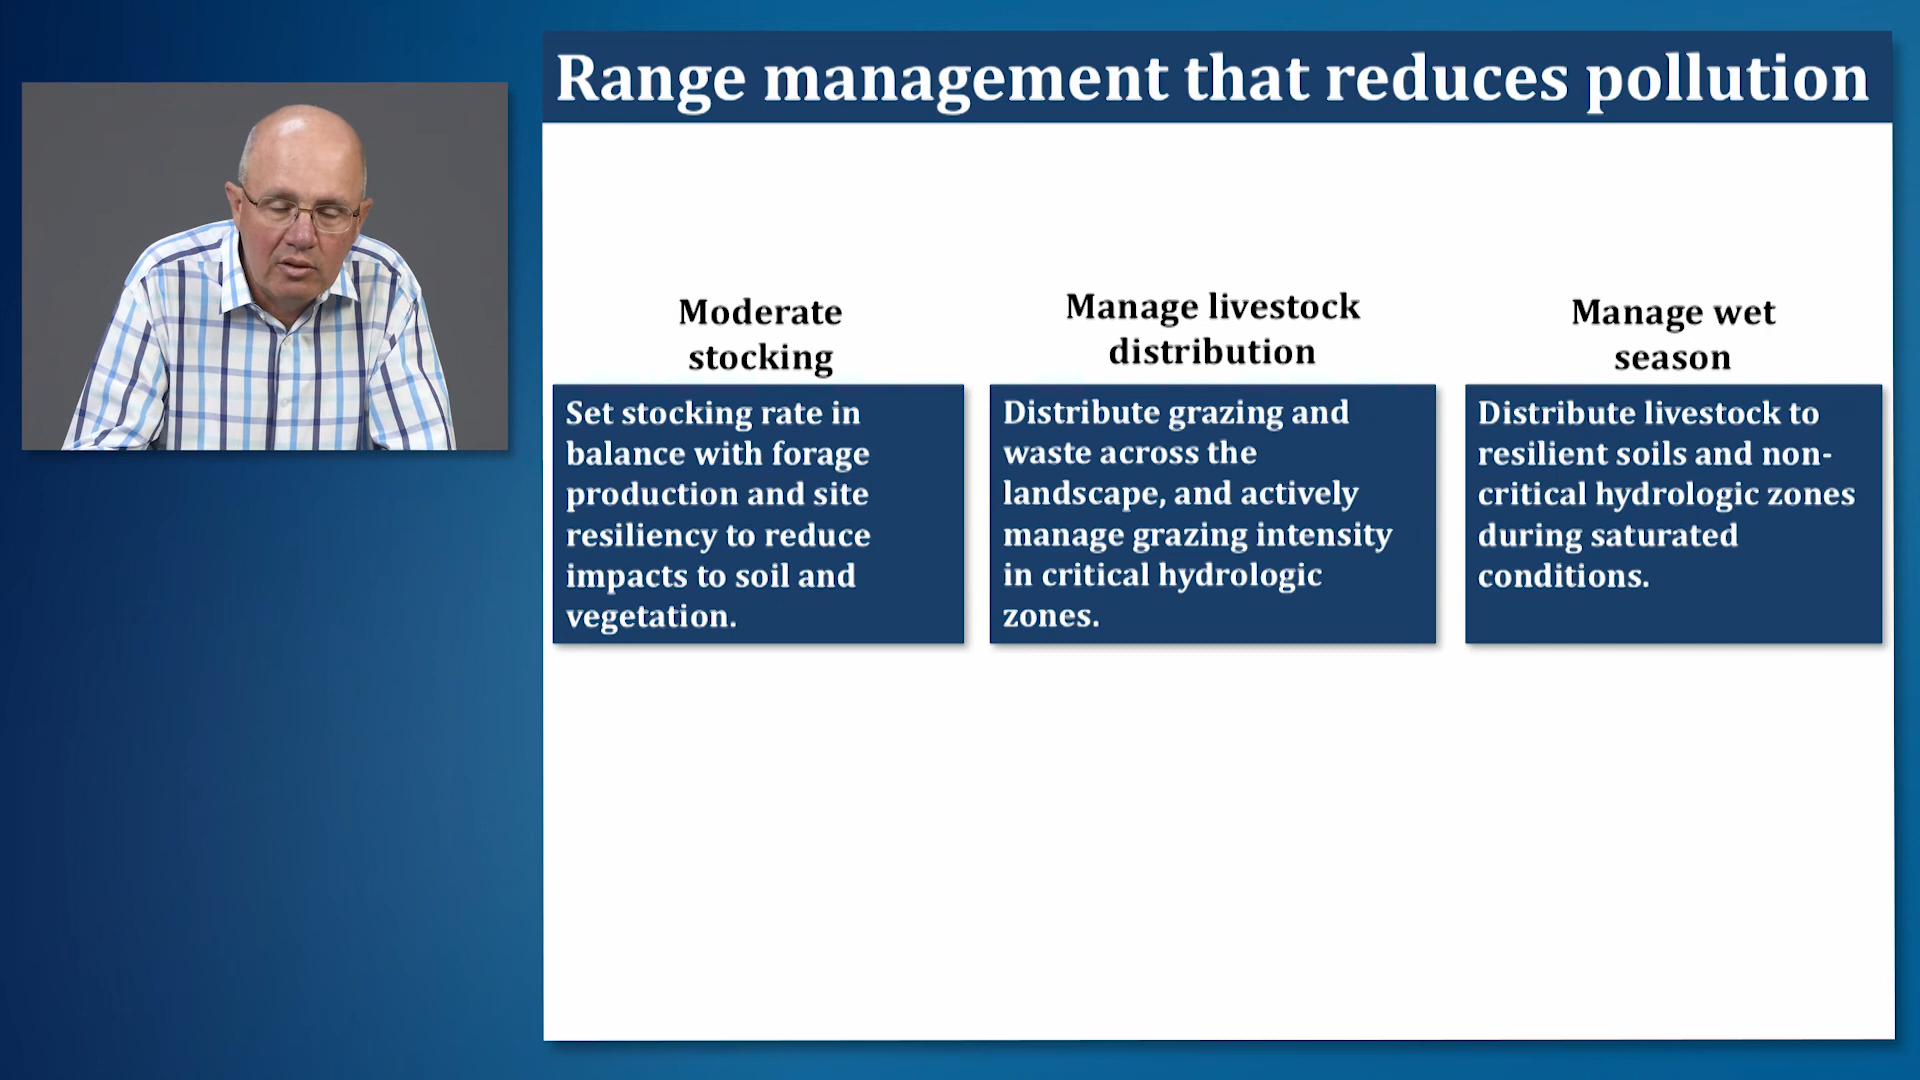 Range management that reduces pollution
Moderate
stocking
Set stocking rate in
balance with forage
production and site
resiliency to reduce
impacts to soil and
vegetation.
Manage livestock
distribution
Distribute grazing and
waste across the
landscape, and actively
manage grazing intensity
in critical hydrologic
zones.
Manage wet
season
Distribute livestock to
resilient soils and non-
critical hydrologic zones
during saturated
conditions.